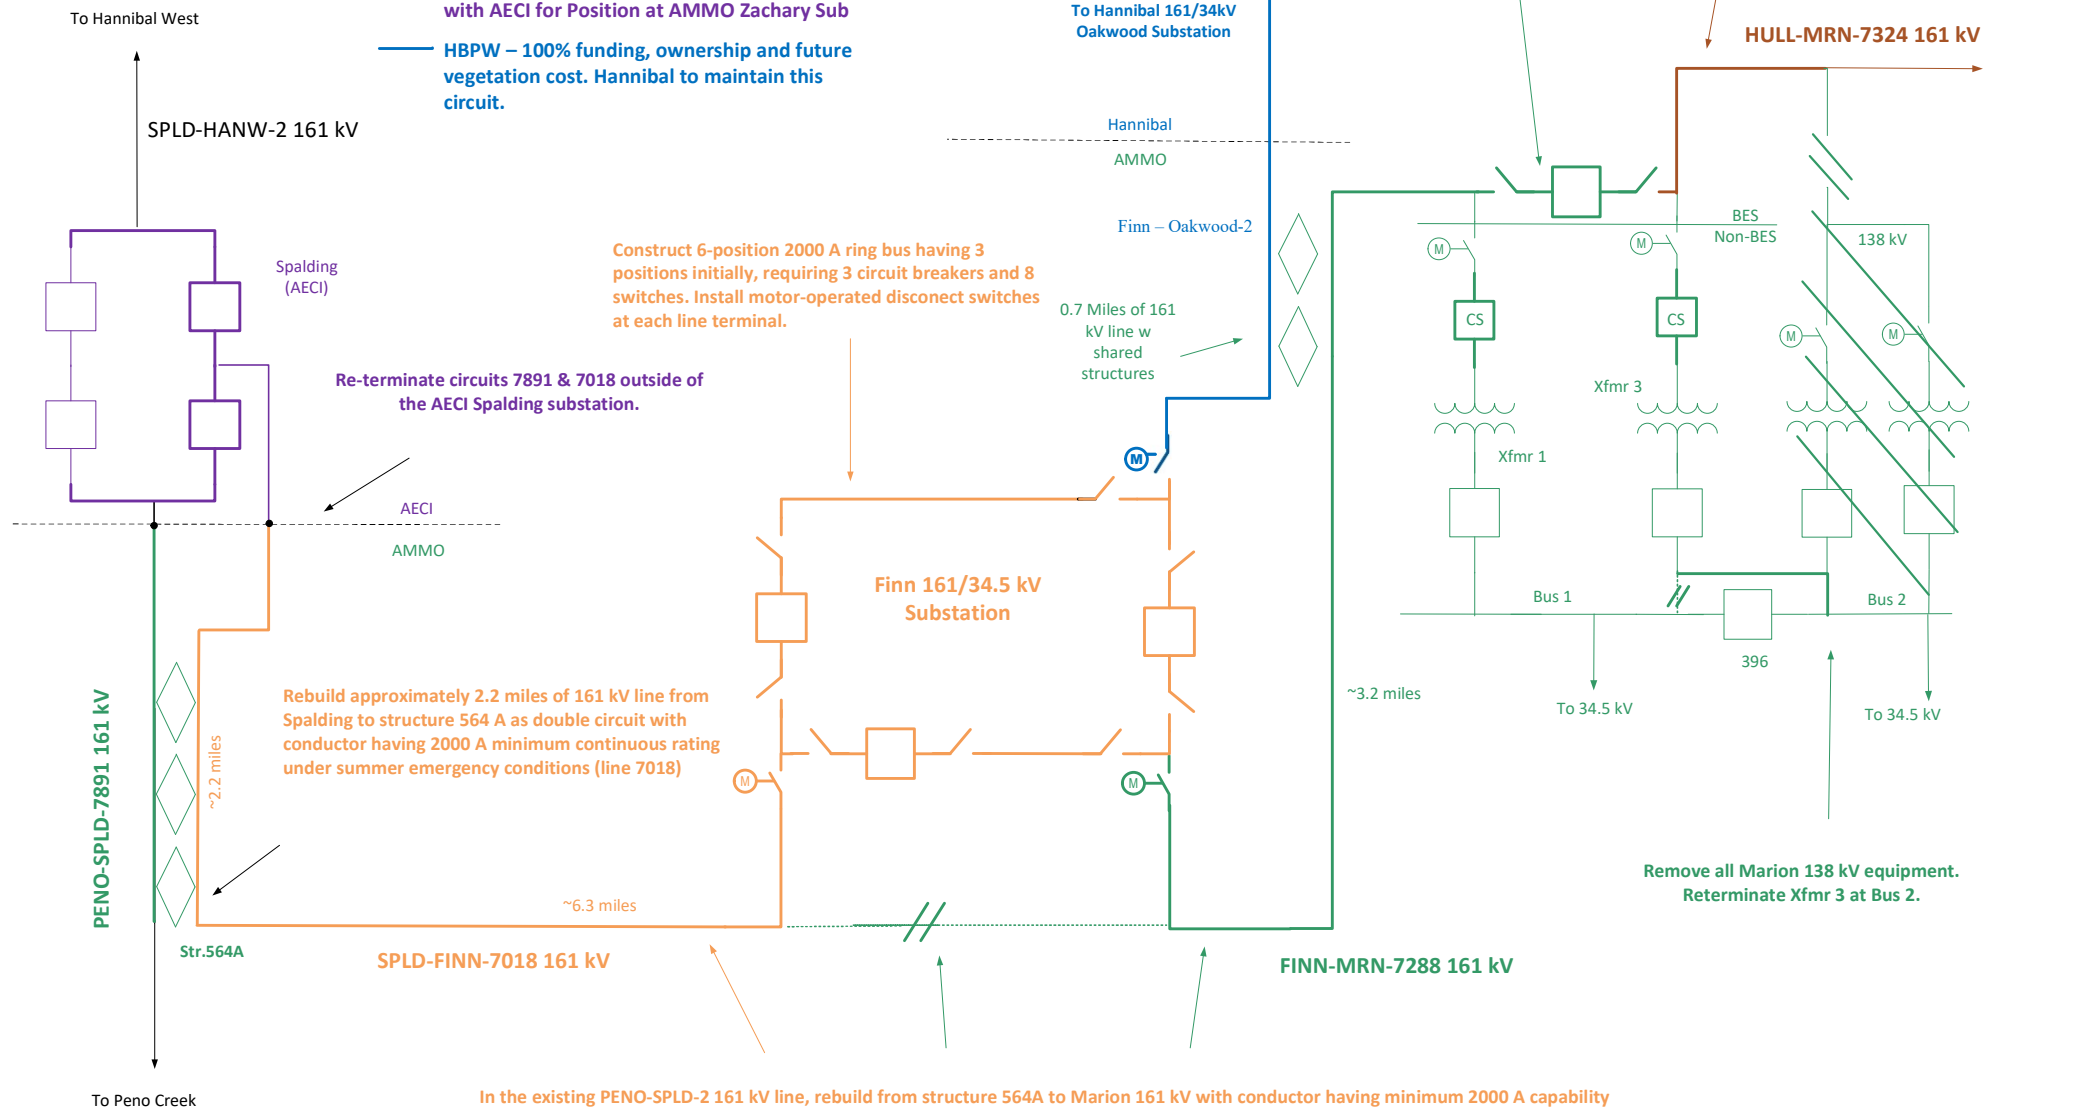 To Hannibal West
with AECI for Position at AMMO Zachary Sub
HBPW – 100% funding, ownership and future
vegetation cost. Hannibal to maintain this
circuit.
To Hannibal 161/34kV
Oakwood Substation
HULL-MRN-7324 161 kV
SPLD-HANW-2 161 kV
Hannibal
AMMO
Finn – Oakwood-2
BES
Non-BES
138 kV
M
M
M
M
Spalding
(AECI)
Construct 6-position 2000 A ring bus having 3
positions initially, requiring 3 circuit breakers and 8
switches. Install motor-operated disconect switches
at each line terminal.
0.7 Miles of 161
kV line w
shared
structures
CS
CS
Re-terminate circuits 7891 & 7018 outside of
the AECI Spalding substation.
Xfmr 3
Xfmr 1
M
AECI
AMMO
Finn 161/34.5 kV
Substation
Bus 1
Bus 2
396
To 34.5 kV
To 34.5 kV
PENO-SPLD-7891 161 kV
~2.2 miles
Rebuild approximately 2.2 miles of 161 kV line from
Spalding to structure 564 A as double circuit with
conductor having 2000 A minimum continuous rating
under summer emergency conditions (line 7018)
M
M
~3.2 miles
Remove all Marion 138 kV equipment.
Reterminate Xfmr 3 at Bus 2.
~6.3 miles
Str.564A
SPLD-FINN-7018 161 kV
FINN-MRN-7288 161 kV
To Peno Creek
In the existing PENO-SPLD-2 161 kV line, rebuild from structure 564A to Marion 161 kV with conductor having minimum 2000 A capability